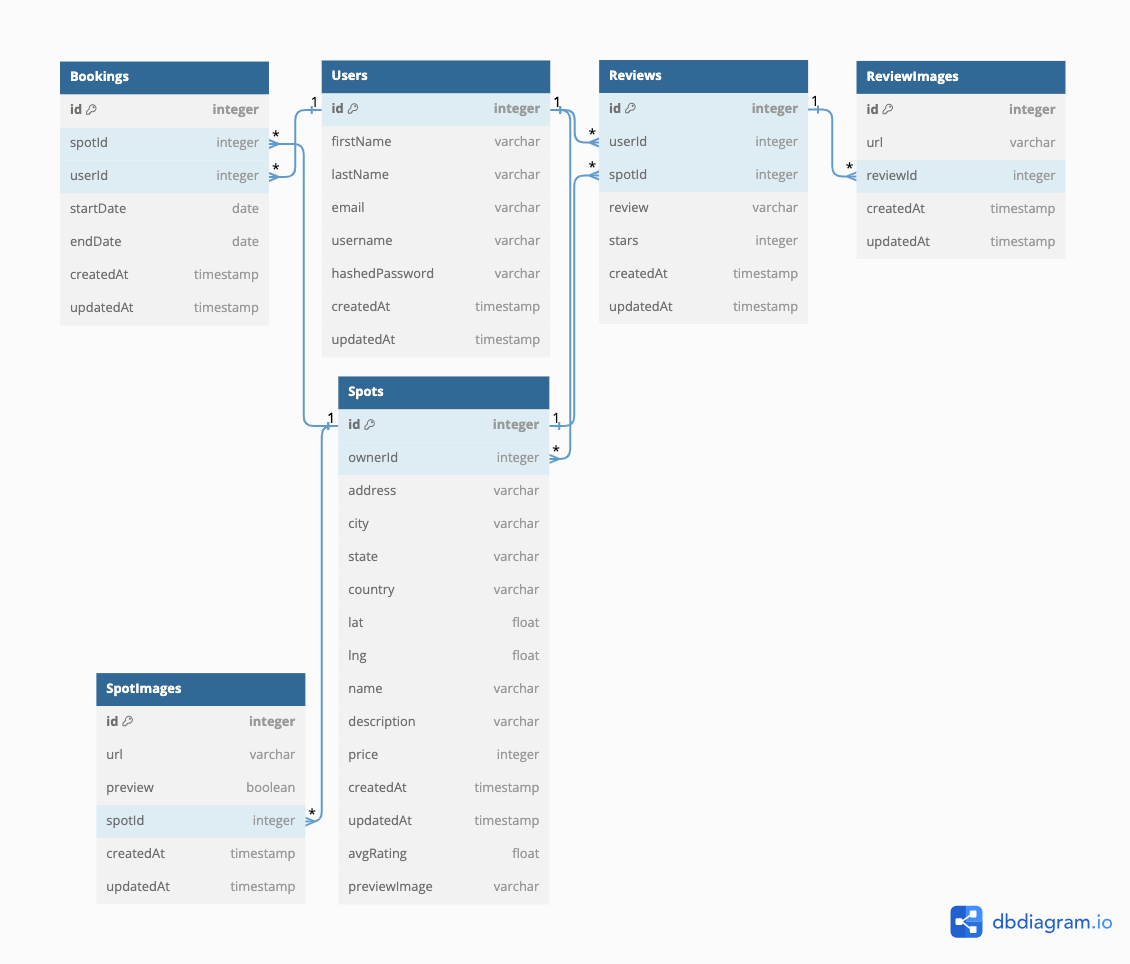 Bookings
id integer
spotId integer
userId integer
startDate date
endDate date
createdAt timestamp
updatedAt timestamp
Users
id integer
firstName varchar
lastName varchar
email varchar
username varchar
hashedPassword varchar
createdAt timestamp
updatedAt timestamp
Reviews
id integer
userId integer
spotId integer
review varchar
stars integer
createdAt timestamp
updatedAt timestamp
ReviewImages
id integer
url varchar
reviewId integer
createdAt timestamp
updatedAt timestamp
Spots
id integer
ownerId integer
address varchar
city varchar
state varchar
country varchar
lat float
lng float
name varchar
description varchar
price integer
createdAt timestamp
updatedAt timestamp
avgRating float
previewImage varchar
SpotImages
id integer
url varchar
preview boolean
spotId integer
createdAt timestamp
updatedAt timestamp
*
*
1
1
*
*
1
*
1
1
*
*
dbdiagram.io